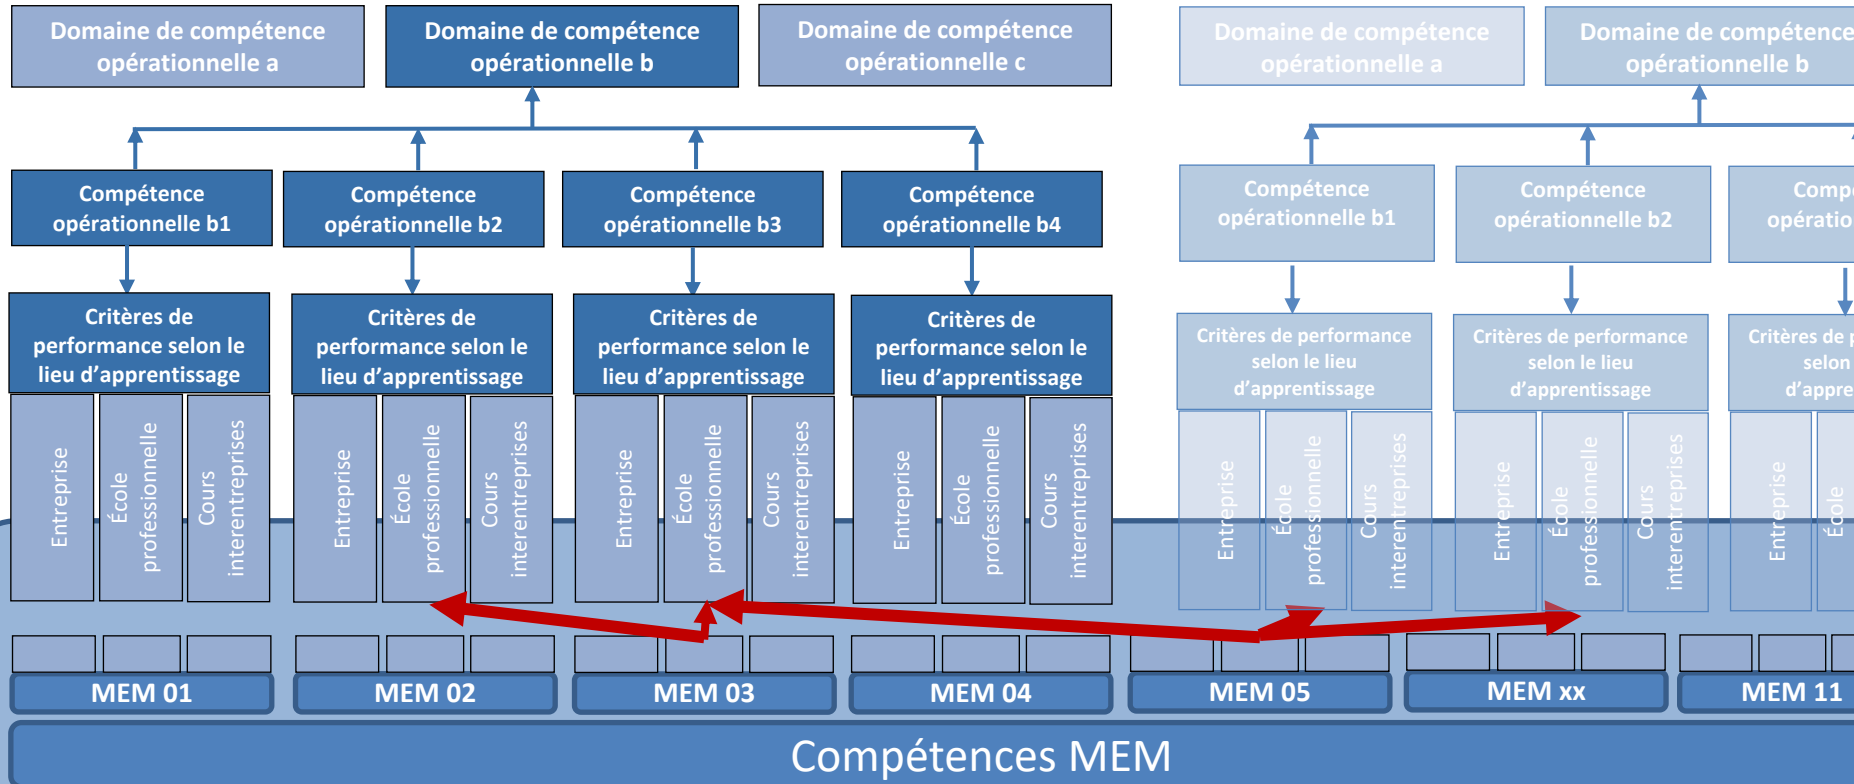 Domaine de compétence
opérationnelle a
Domaine de compétence
opérationnelle b
Domaine de compétence
opérationnelle c
Domaine de compétence
opérationnelle a
Domaine de compétence
opérationnelle b
Compétence
opérationnelle b1
Compétence
opérationnelle b2
Compétence
opérationnelle b3
Compétence
opérationnelle b4
Compétence
opérationnelle b1
Compétence
opérationnelle b2
Critères de
performance selon le
lieu d’apprentissage
Critères de
performance selon le
lieu d’apprentissage
Critères de
performance selon le
lieu d’apprentissage
Critères de
performance selon le
lieu d’apprentissage
Critères de performance
selon le lieu
d’apprentissage
Critères de performance
selon le lieu
d’apprentissage
Critères de
selon
Entreprise
École
professionnelle
Cours
interentreprises
Entreprise
École
professionnelle
Cours
interentreprises
Entreprise
École
professionnelle
Cours
interentreprises
Entreprise
École
professionnelle
Cours
interentreprises
Entreprise
École
professionnelle
Cours
interentreprises
Entreprise
École
professionnelle
Cours
interentreprises
Entreprise
École
MEM 01
MEM 02
MEM 03
MEM 04
MEM 05
MEM xx
MEM 11
Compétences MEM